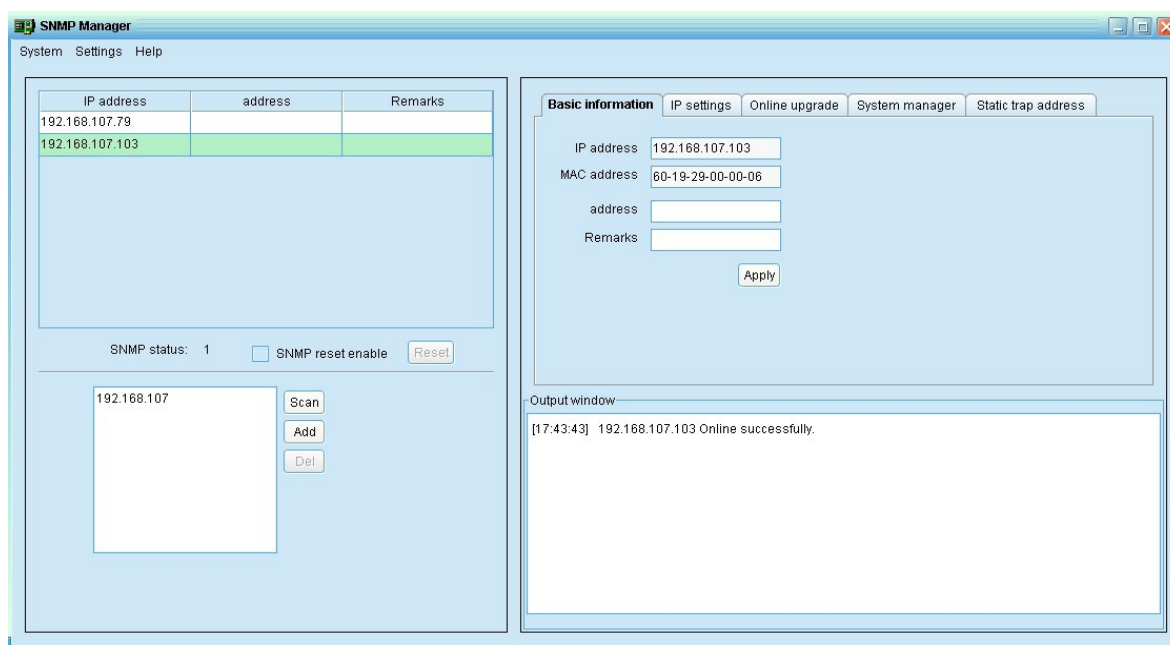 SNMP Manager
System Settings Help
IP address address Remarks
192.168.107.79
192.168.107.103
SNMP status: 1 SNMP reset enable Reset
192.168.107
Scan
Add
Del
Basic information IP settings Online upgrade System manager Static trap address
IP address 192.168.107.103
MAC address 60-19-29-00-00-06
address
Remarks
Apply
Output window
[17:43:43] 192.168.107.103 Online successfully.